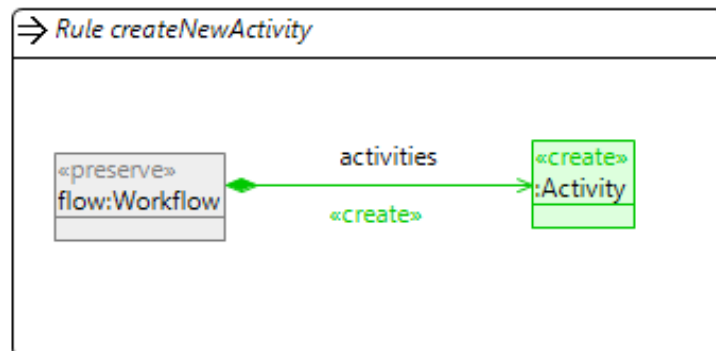 Rule createNewActivity
«preserve»
flow:Workflow
activities
«create»
«create»
:Activity